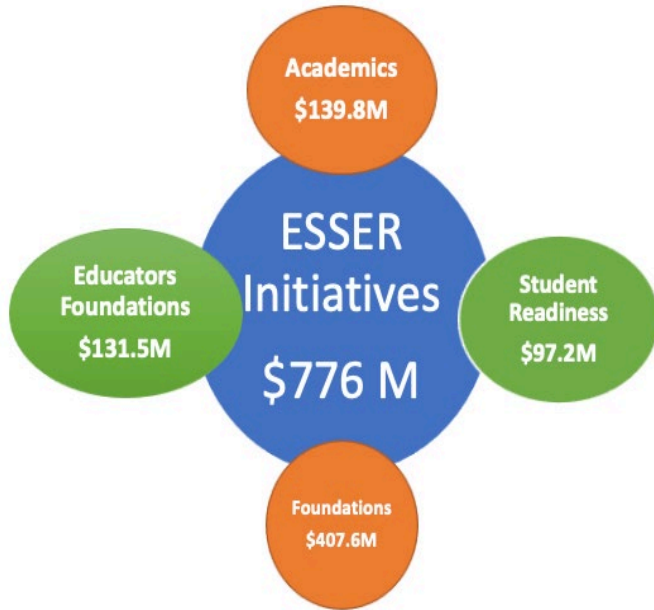 Academics
$139.8M
ESSER
Initiatives
$776 M
Educators
Foundations
$131.5M
Student
Readiness
$97.2M
Foundations
$407.6M